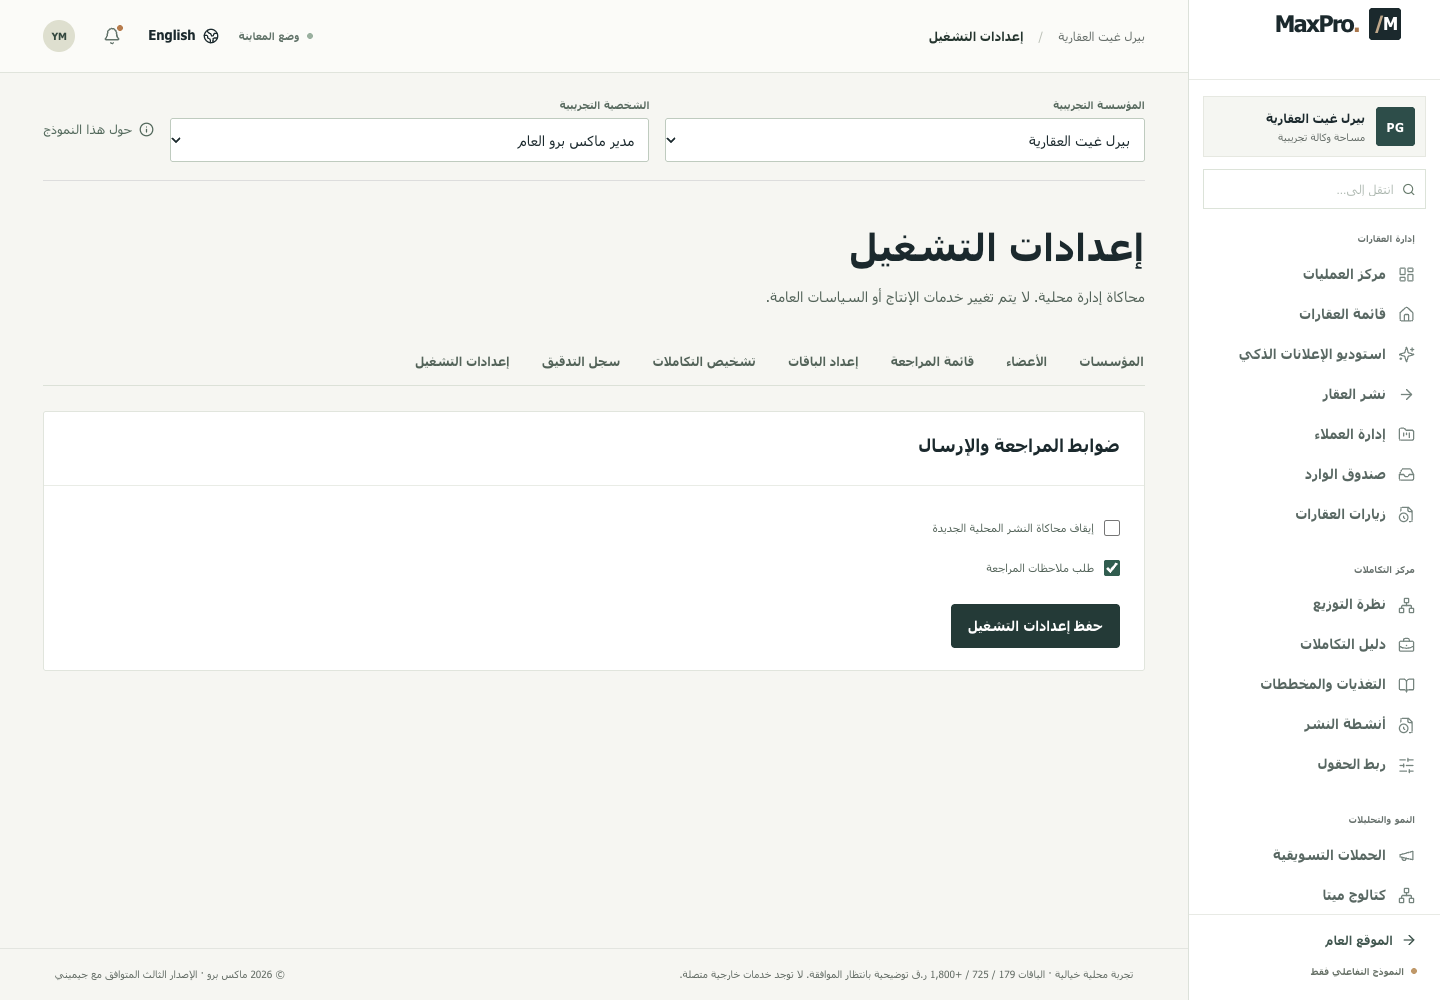 MaxPro. /M
بيرل غيت العقارية
مساحة وكالة تجريبية
PG
انتقل إلى...
إدارة العقارات
مركز العمليات
قائمة العقارات
استوديو الإعلانات الذكي
نشر العقار
إدارة العملاء
صندوق الوارد
زيارات العقارات
مركز التكاملات
نظرة التوزيع
دليل التكاملات
التغذيات والمخططات
أنشطة النشر
ربط الحقول
النمو والتحليلات
الحملات التسويقية
كتالوج ميتا
الموقع العام
النموذج التفاعلي فقط
بيرل غيت العقارية / إعدادات التشغيل
وضع المعاينة
English
YM
المؤسسة التجريبية
بيرل غيت العقارية
الشخصية التجريبية
مدير ماكس برو العام
حول هذا النموذج
إعدادات التشغيل
محاكاة إدارة محلية. لا يتم تغيير خدمات الإنتاج أو السياسات العامة.
المؤسسات الأعضاء قائمة المراجعة إعداد الباقات تشخيص التكاملات سجل التدقيق إعدادات التشغيل
ضوابط المراجعة والإرسال
إيقاف محاكاة النشر المحلية الجديدة
طلب ملاحظات المراجعة
حفظ إعدادات التشغيل
تجربة محلية خيالية · الباقات 179 / 725 / +1,800 ر.ق توضيحية بانتظار الموافقة. لا توجد خدمات خارجية متصلة.
© 2026 ماكس برو · الإصدار الثالث المتوافق مع جيميني